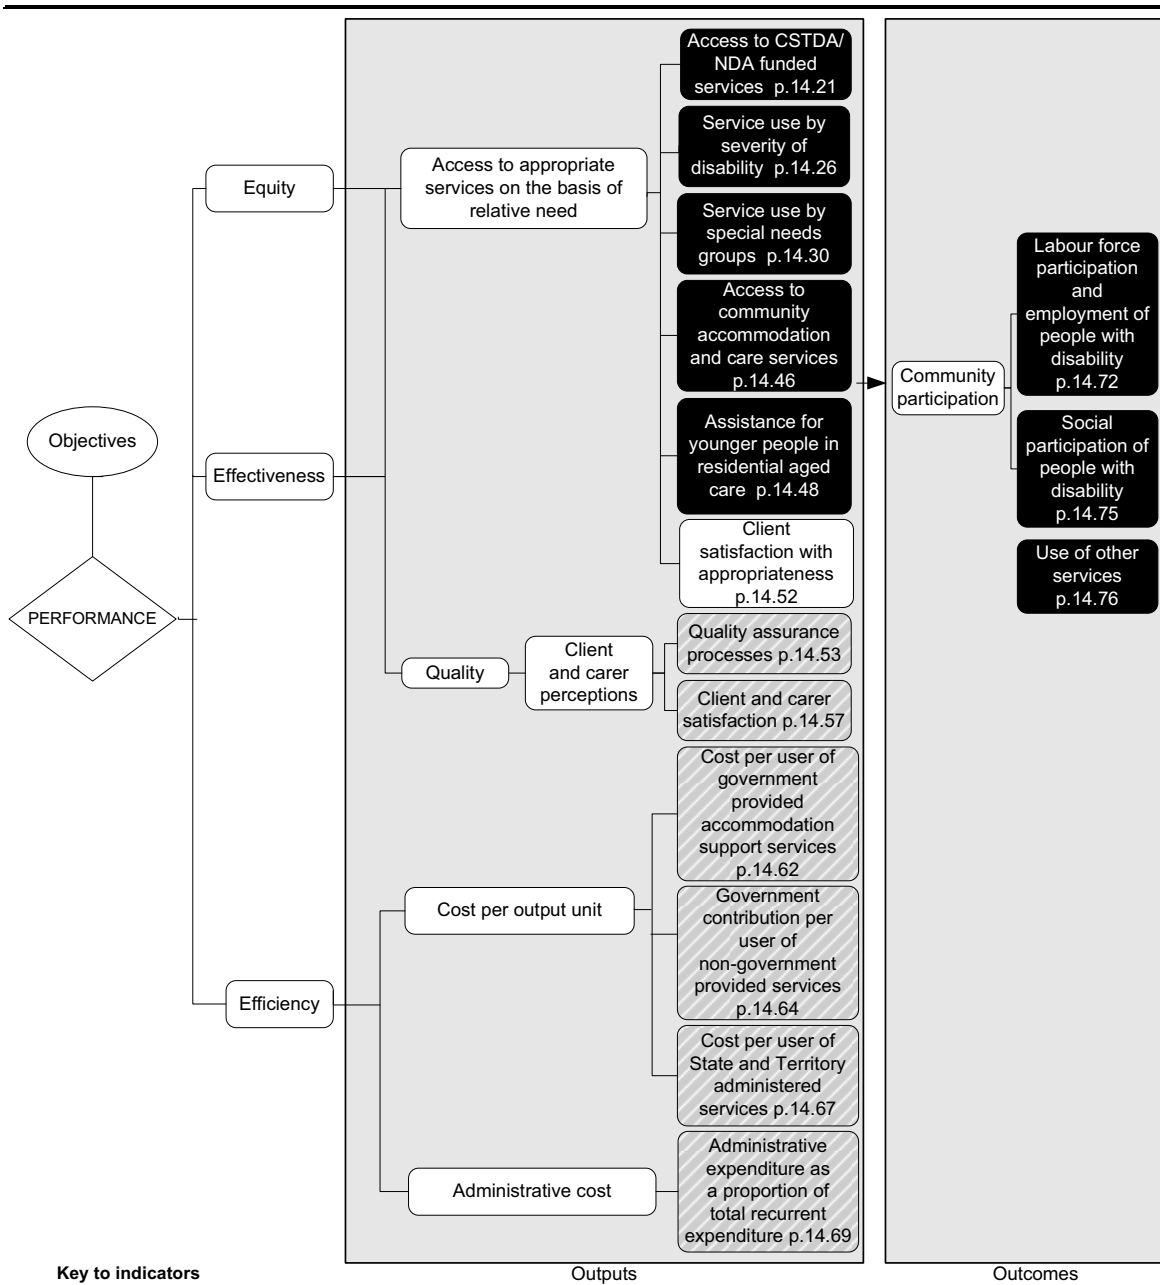 Objectives
PERFORMANCE
Equity
Effectiveness
Efficiency
Access to appropriate
services on the basis of
relative need
Quality
Client
and carer
perceptions
Cost per output unit
Administrative cost
Access to CSTDA/
NDA funded
services p.14.21
Service use by
severity of
disability p.14.26
Service use by
special needs
groups p.14.30
Access to
community
accommodation
and care services
p.14.46
Assistance for
younger people in
residential aged
care p.14.48
Client
satisfaction with
appropriateness
p.14.52
Quality assurance
processes p.14.53
Client and carer
satisfaction p.14.57
Cost per user of
government
provided
accommodation
support services
p.14.62
Government
contribution per
user of
non-government
provided services
p.14.64
Cost per user of
State and Territory
administered
services p.14.67
Administrative
expenditure as
a proportion of
total recurrent
expenditure p.14.69
Community
participation
Labour force
participation
and
employment of
people with
disability
p.14.72
Social
participation of
people with
disability
p.14.75
Use of other
services
p.14.76
Key to indicators
Outputs
Outcomes